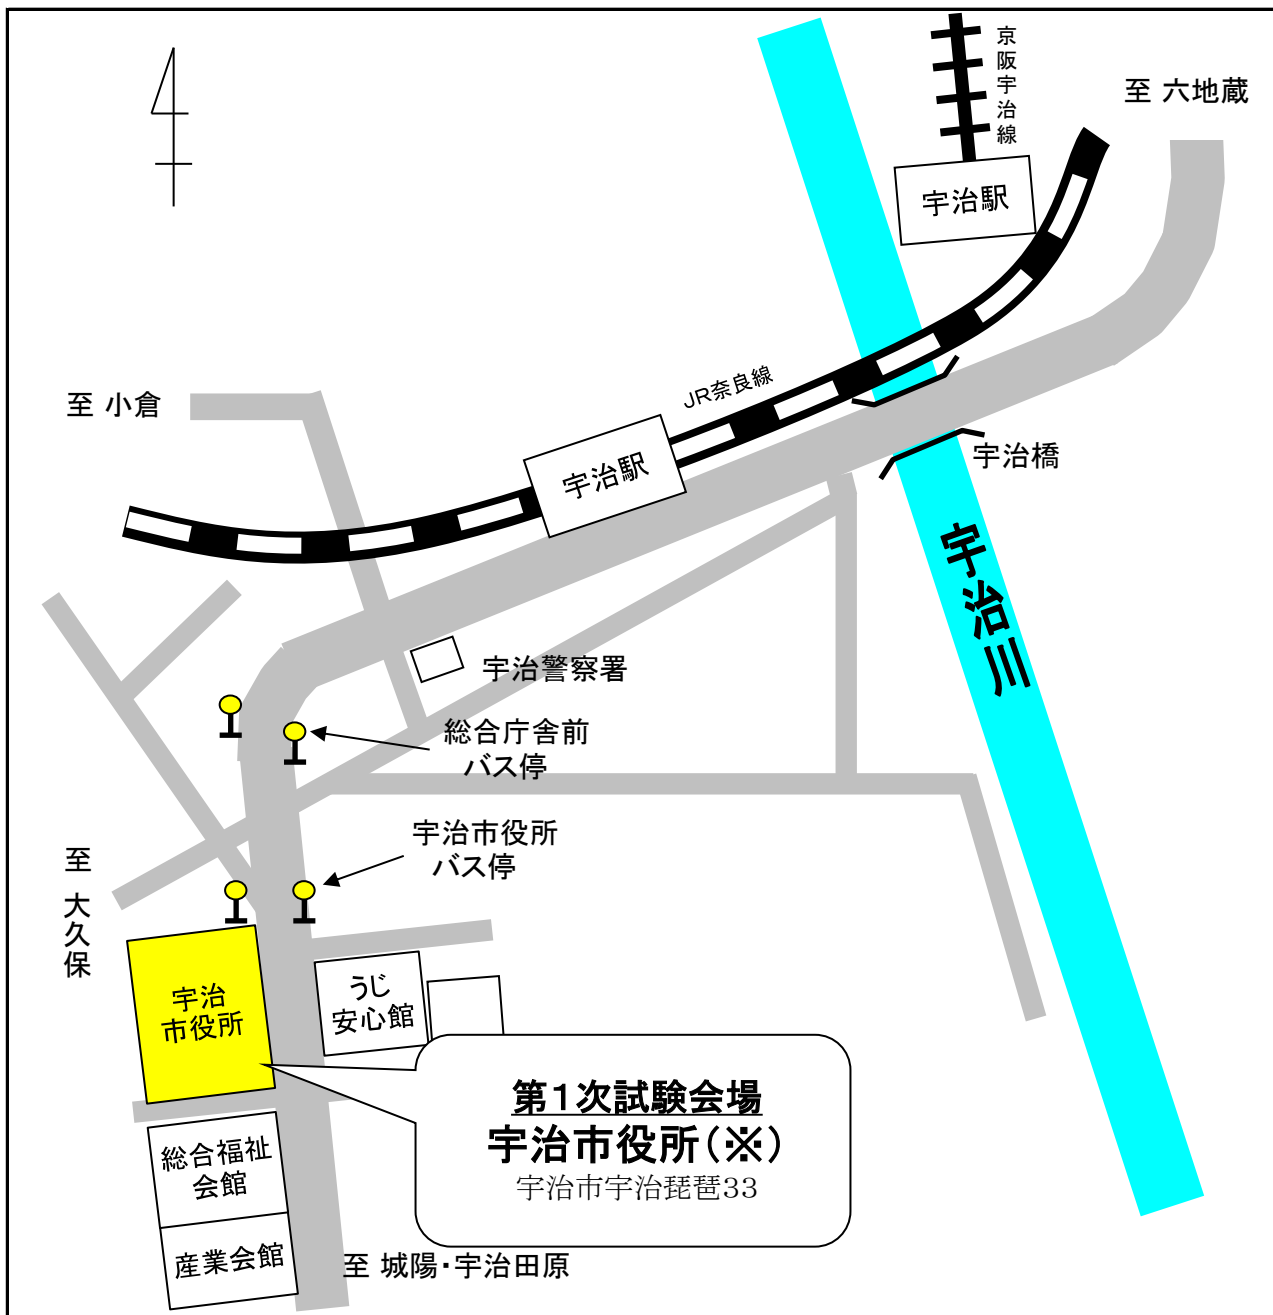 京阪宇治線
至 六地蔵
宇治駅
JR奈良線
至 小倉
宇治駅
宇治橋
宇治川
宇治警察署
総合庁舎前
バス停
宇治市役所
バス停
至 大久保
宇治
市役所
うじ
安心館
第1次試験会場
宇治市役所(※)
宇治市宇治琵琶33
総合福祉
会館
産業会館
至 城陽・宇治田原